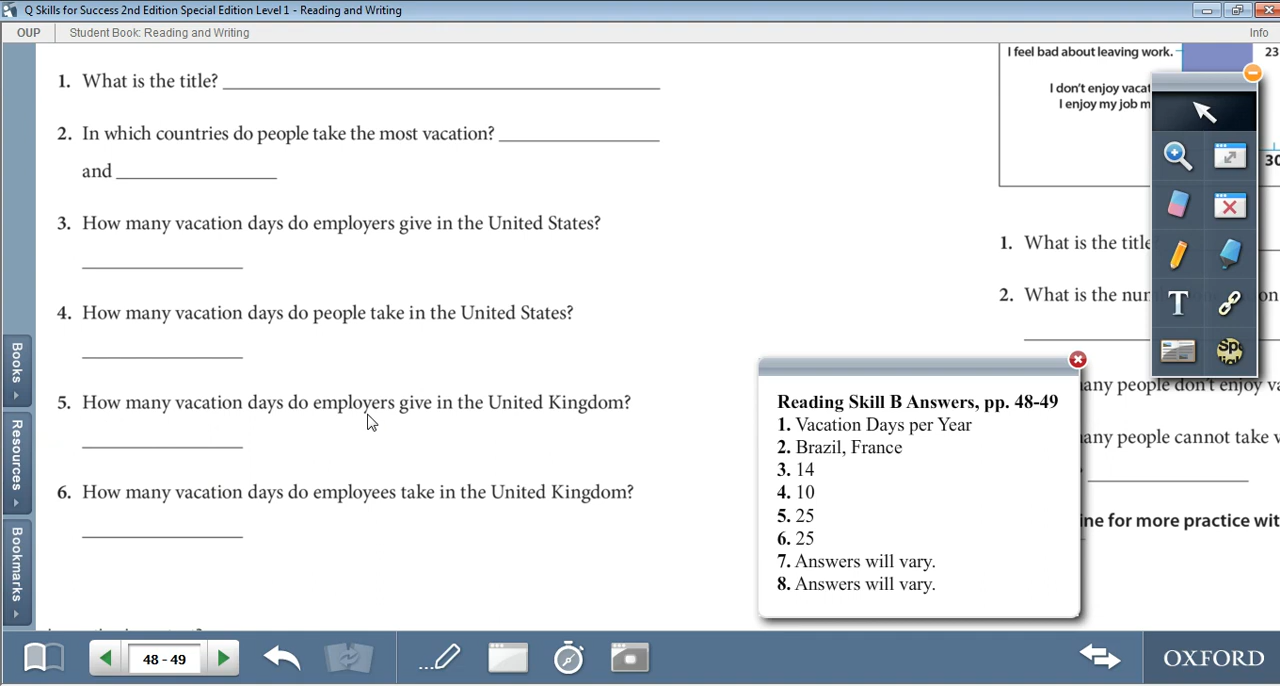 Q Skills for Success 2nd Edition Special Edition Level 1 - Reading and Writing
OUP Student Book: Reading and Writing Info
1. What is the title?
2. In which countries do people take the most vacation?
and
3. How many vacation days do employers give in the United States?
4. How many vacation days do people take in the United States?
5. How many vacation days do employers give in the United Kingdom?
6. How many vacation days do employees take in the United Kingdom?
I feel bad about leaving work. 23
I don't enjoy vacat
I enjoy my job m
30
1. What is the title
2. What is the num
any people don't enjoy va
any people cannot take v
ine for more practice wit
T
Reading Skill B Answers, pp. 48-49
1. Vacation Days per Year
2. Brazil, France
3. 14
4. 10
5. 25
6. 25
7. Answers will vary.
8. Answers will vary.
Books
Resources
Bookmarks
48 - 49
OXFORD